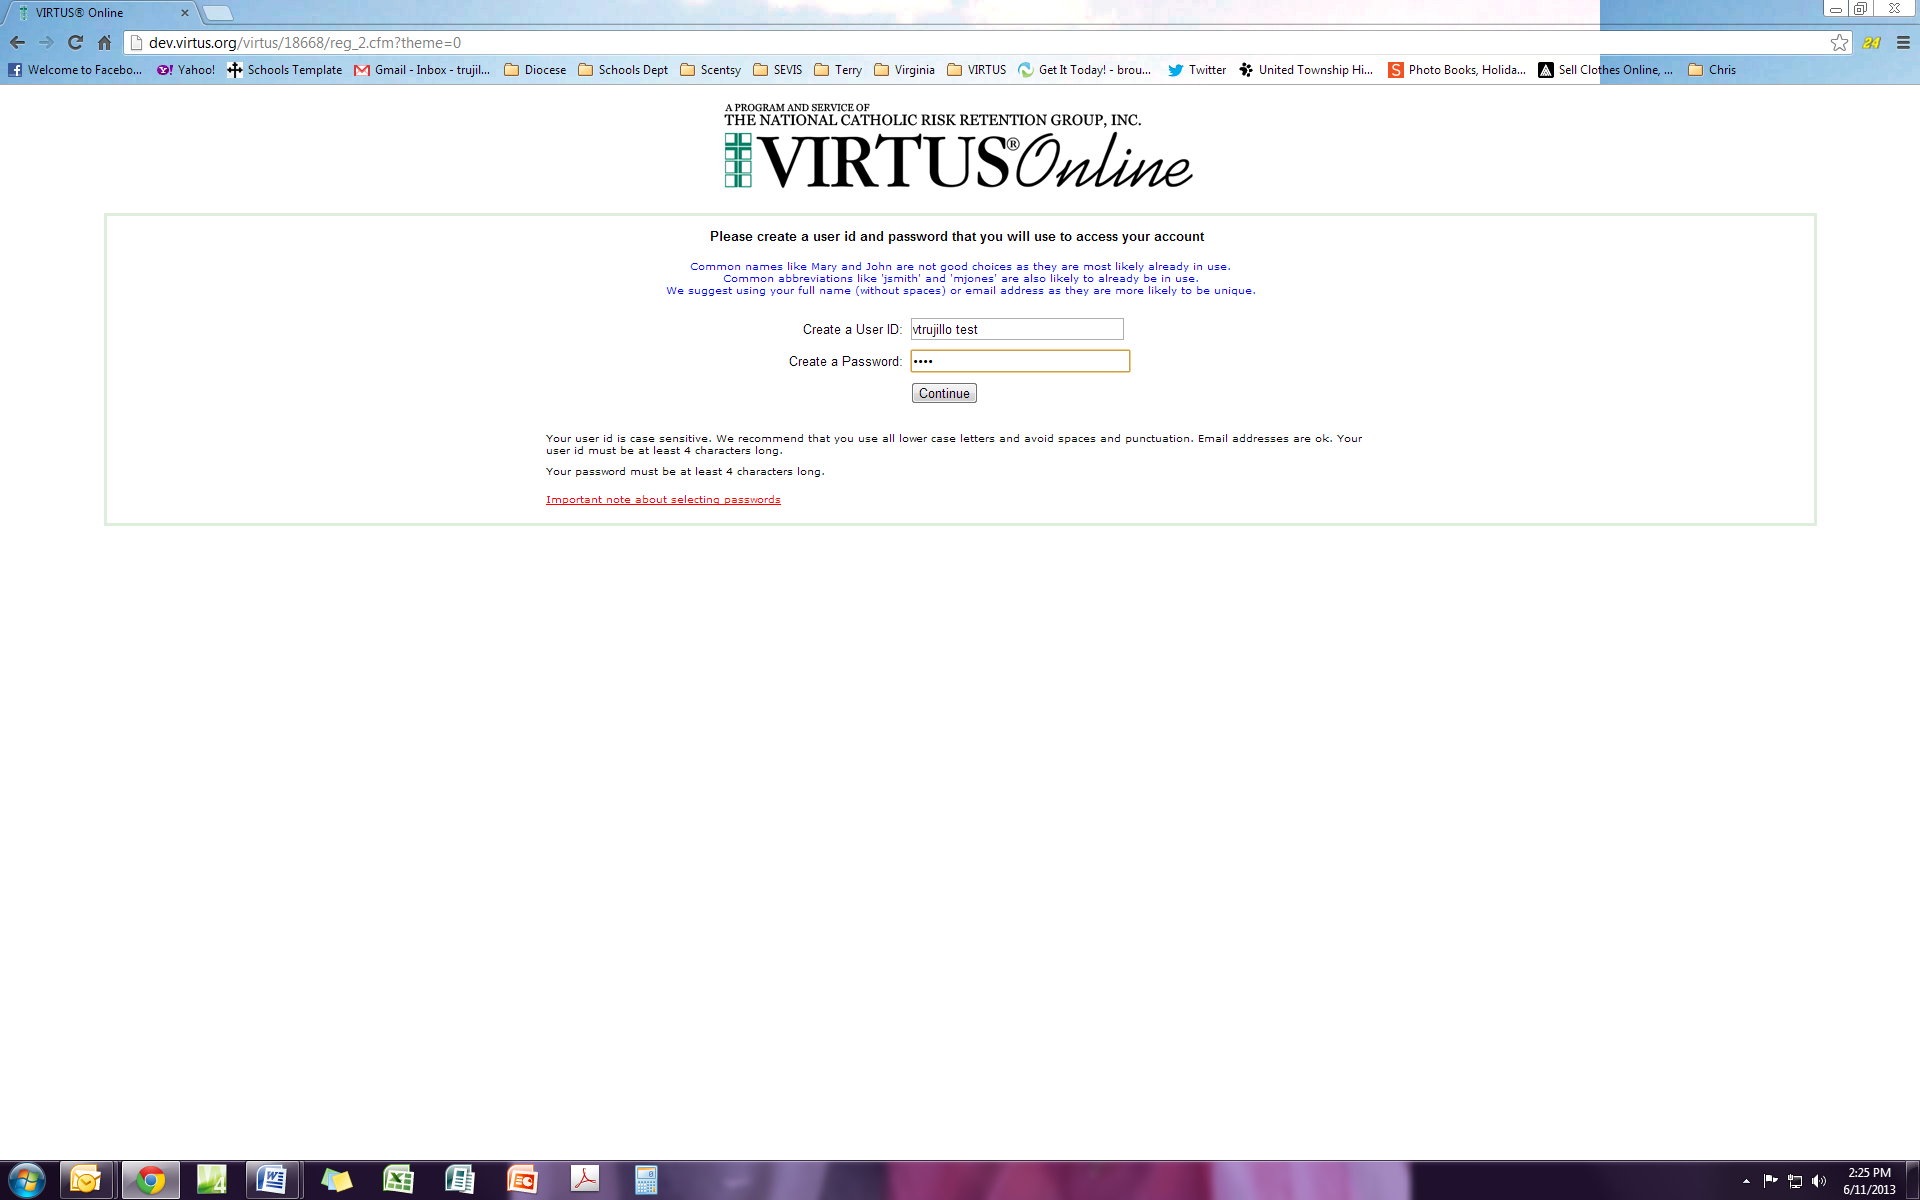 VIRTUS® Online
dev.virtus.org/virtus/18668/reg_2.cfm?theme=0
24
Welcome to Facebo... Yahoo! Schools Template Gmail - Inbox - trujil... Diocese Schools Dept Scentsy SEVIS Terry Virginia VIRTUS Get It Today! - brou... Twitter United Township Hi... Photo Books, Holida... Sell Clothes Online, ... Chris
A PROGRAM AND SERVICE OF
THE NATIONAL CATHOLIC RISK RETENTION GROUP, INC.
VIRTUS® Online
Please create a user id and password that you will use to access your account
Common names like Mary and John are not good choices as they are most likely already in use.
Common abbreviations like 'jsmith' and 'mjones' are also likely to already be in use.
We suggest using your full name (without spaces) or email address as they are more likely to be unique.
Create a User ID: vtrujillo test
Create a Password: ••••
Continue
Your user id is case sensitive. We recommend that you use all lower case letters and avoid spaces and punctuation. Email addresses are ok. Your
user id must be at least 4 characters long.
Your password must be at least 4 characters long.
Important note about selecting passwords
2:25 PM
6/11/2013